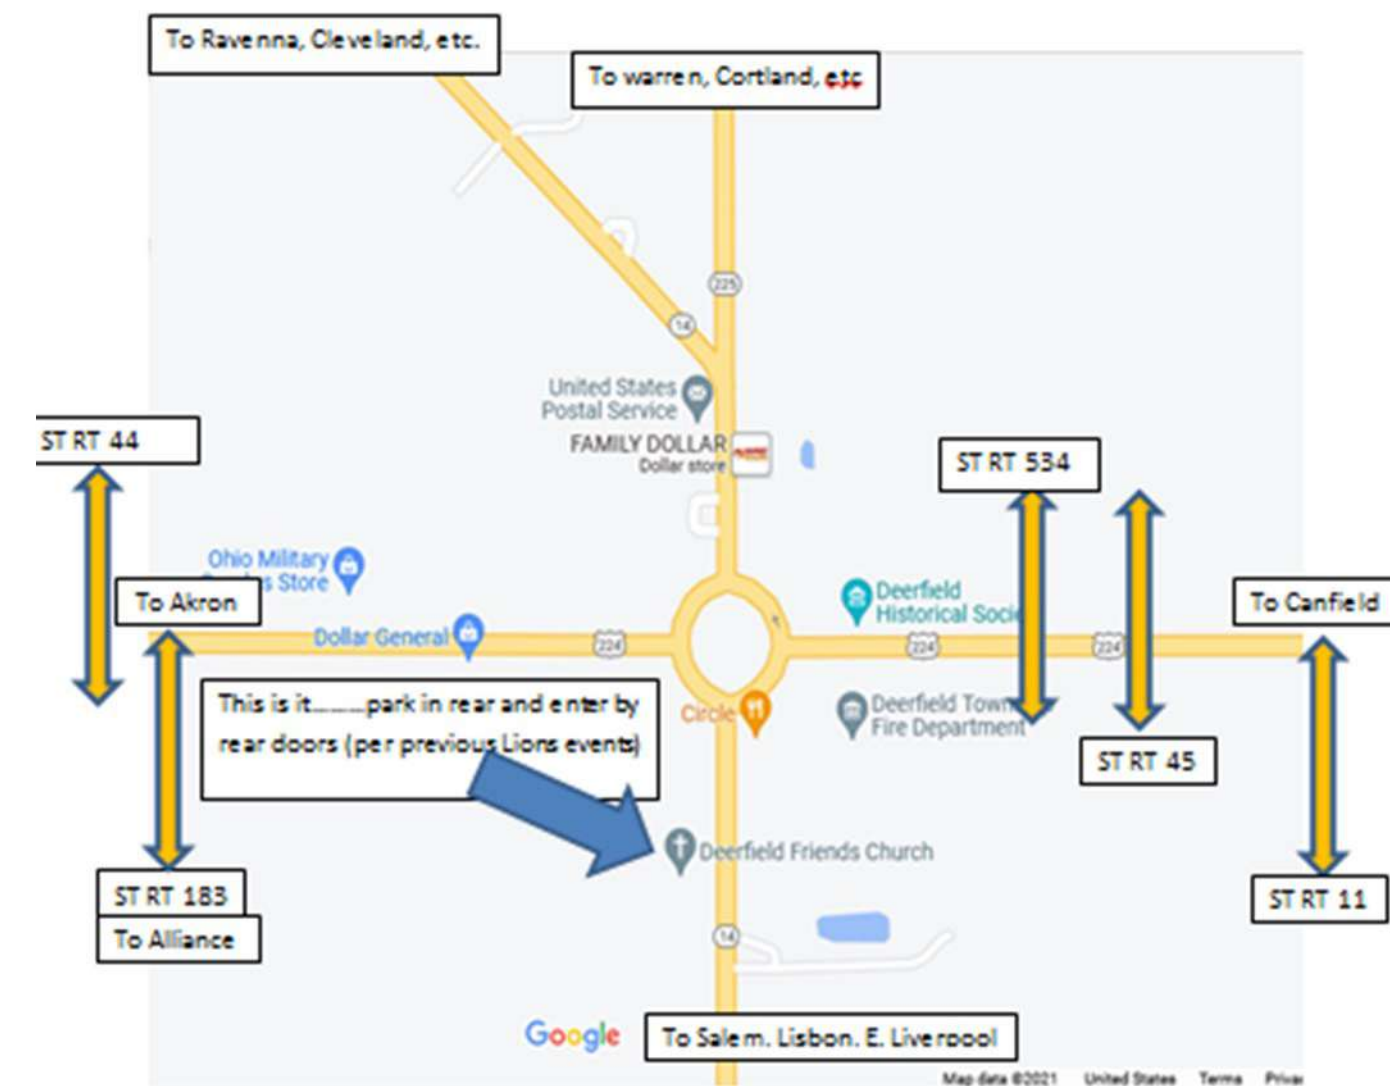 To Ravenna, Cleveland, etc.
To warren, Cortland, etc
225
14
United States
Postal Service
FAMILY DOLLAR
Dollar store
ST RT 44
ST RT 534
Ohio Military
s Store
To Akron
Deerfield
Historical Soci
To Canfield
Dollar General
224
224
224
This is it.........park in rear and enter by
rear doors (per previous Lions events)
Circle
Deerfield Town
Fire Department
ST RT 45
Deerfield Friends Church
ST RT 183
To Alliance
ST RT 11
14
Google
To Salem. Lisbon. E. Liverpool
Map data ©2021 United States Terms Priva